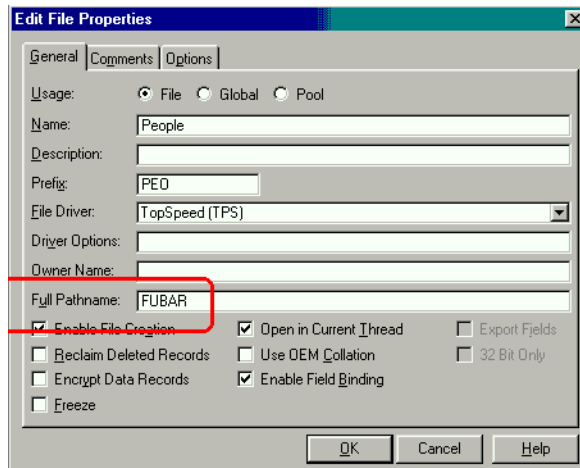 Edit File Properties
General Comments Options
Usage: File Global Pool
Name: People
Description:
Prefix: PEO
File Driver: TopSpeed (TPS)
Driver Options:
Owner Name:
Full Pathname: FUBAR
Enable File Creation Open in Current Thread Export Fields
Reclaim Deleted Records Use OEM Collation 32 Bit Only
Encrypt Data Records Enable Field Binding
Freeze
OK Cancel Help